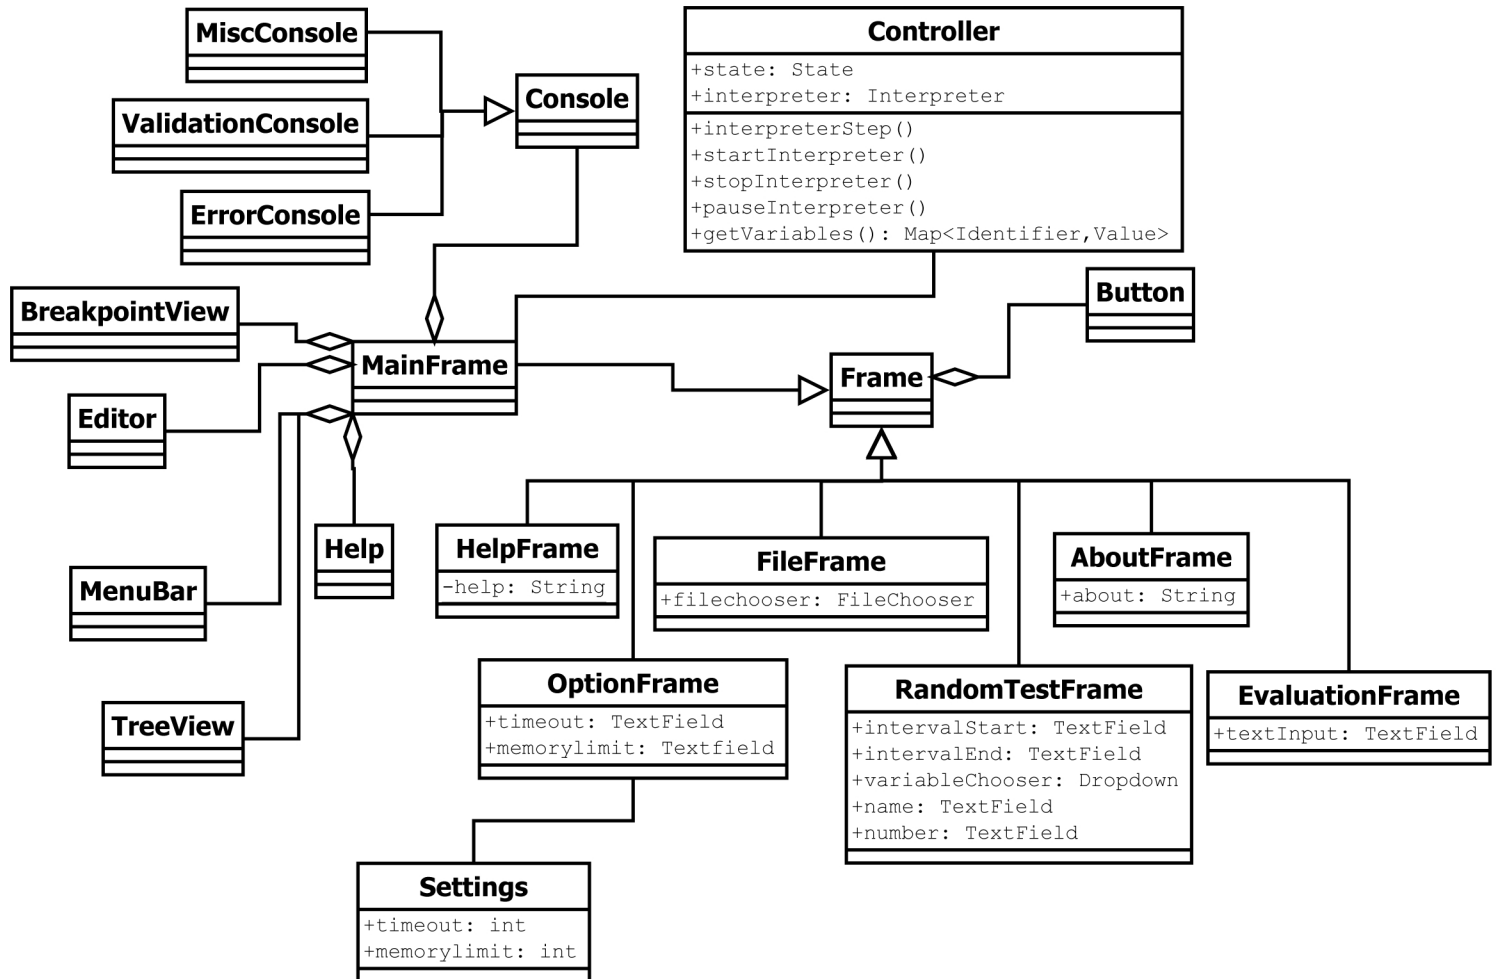 MiscConsole
ValidationConsole
ErrorConsole
Console
Controller
+state: State
+interpreter: Interpreter
+interpreterStep()
+startInterpreter()
+stopInterpreter()
+pauseInterpreter()
+getVariables(): Map<Identifier,Value>
BreakpointView
Editor
MenuBar
TreeView
MainFrame
Help
Frame
Button
HelpFrame
-help: String
FileFrame
+filechooser: FileChooser
AboutFrame
+about: String
OptionFrame
+timeout: TextField
+memorylimit: Textfield
RandomTestFrame
+intervalStart: TextField
+intervalEnd: TextField
+variableChooser: Dropdown
+name: TextField
+number: TextField
EvaluationFrame
+textInput: TextField
Settings
+timeout: int
+memorylimit: int